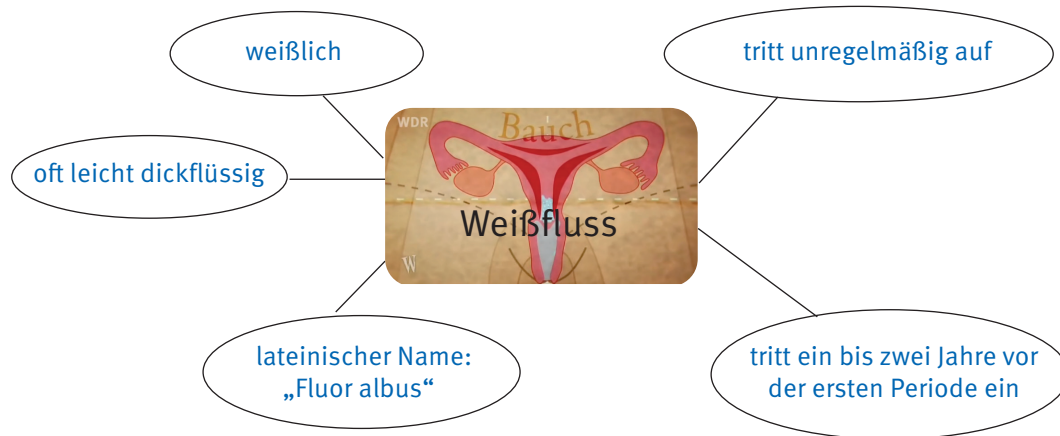 weißlich
tritt unregelmäßig auf
WDR
Bauch
oft leicht dickflüssig
Weißfluss
W
lateinischer Name:
„Fluor albus“
tritt ein bis zwei Jahre vor
der ersten Periode ein